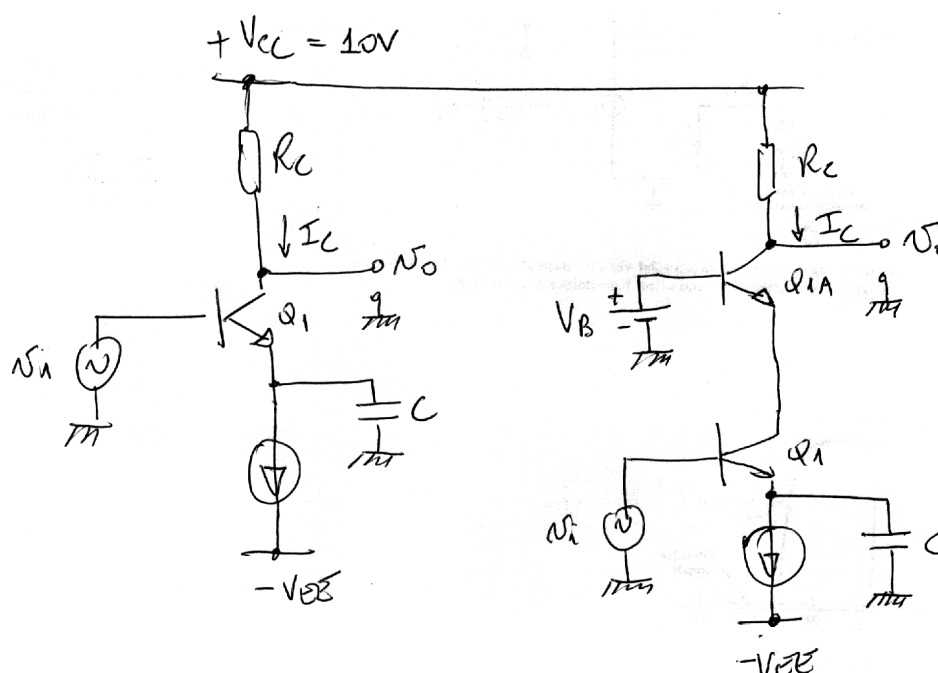 + VCC = 10V
RC
IC
vo
Q1
vi
C
-VEE
RC
IC
Q1A
VB
+
-
Q1
vi
C
-VEE